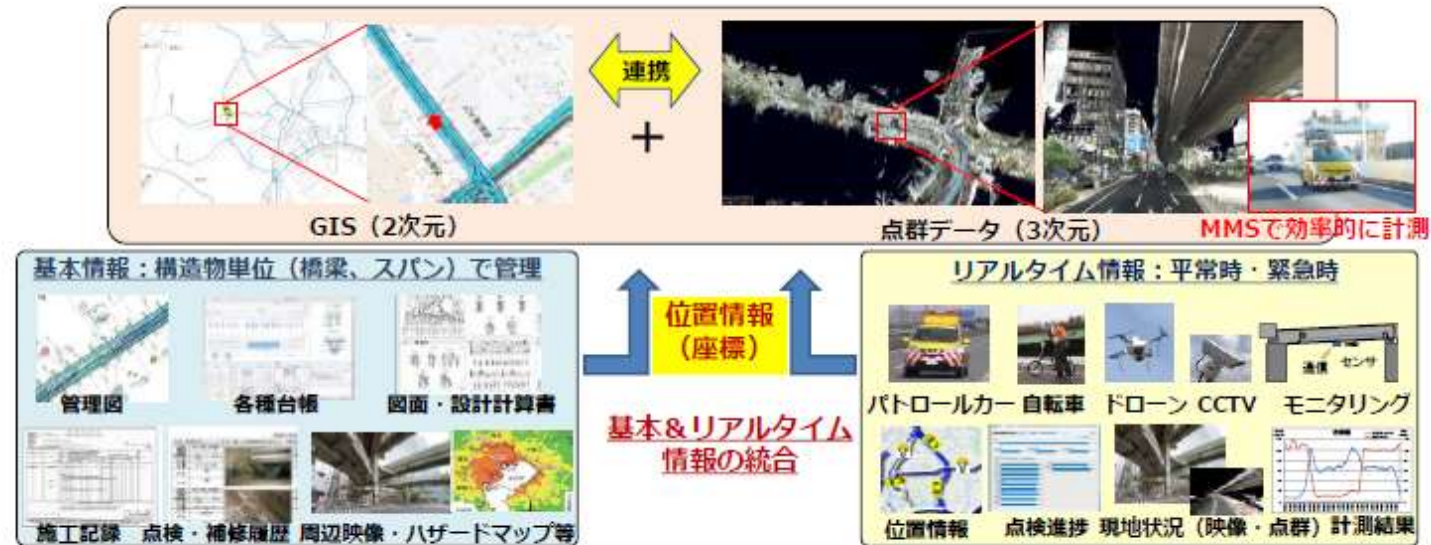 連携
+
GIS(2次元)
点群データ(3次元)
MMSで効率的に計測
基本情報:構造物単位(橋梁、スパン)で管理
管理図
各種台帳
図面・設計計算書
施工記録
点検・補修履歴
周辺映像・ハザードマップ等
位置情報
(座標)
基本&リアルタイム
情報の統合
リアルタイム情報:平常時・緊急時
通信
センサ
パトロールカー
自転車
ドローン
CCTV
モニタリング
位置情報
点検進捗
現地状況(映像・点群)
計測結果